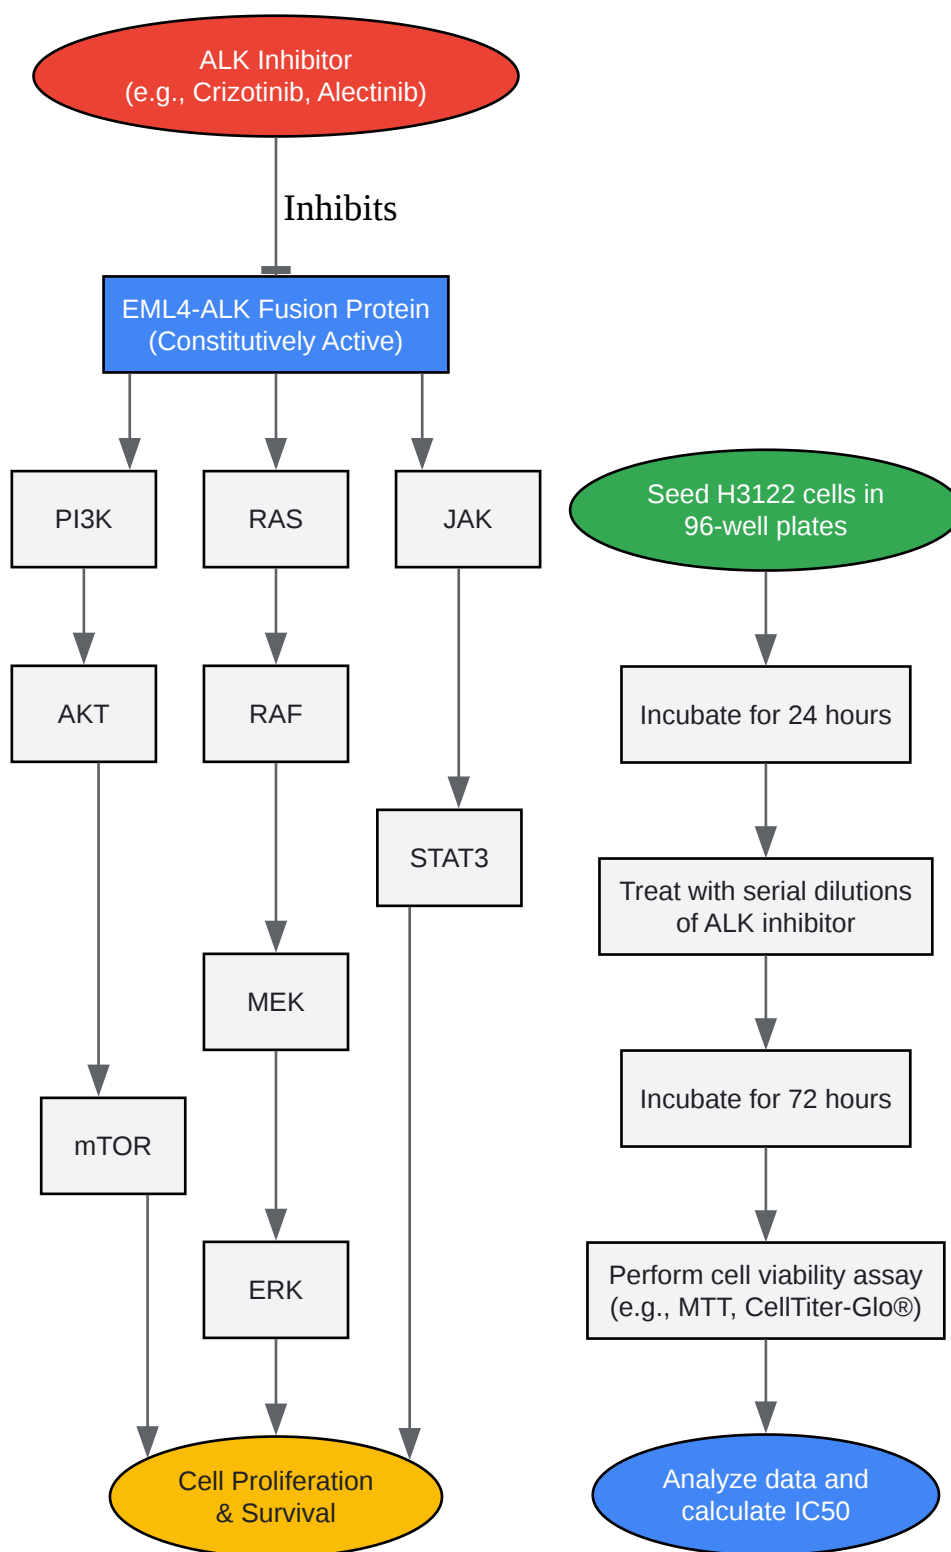 ALK Inhibitor
(e.g., Crizotinib, Alectinib)
Inhibits
EML4-ALK Fusion Protein
(Constitutively Active)
PI3K
RAS
JAK
AKT
RAF
STAT3
MEK
mTOR
ERK
Cell Proliferation
& Survival
Seed H3122 cells in
96-well plates
Incubate for 24 hours
Treat with serial dilutions
of ALK inhibitor
Incubate for 72 hours
Perform cell viability assay
(e.g., MTT, CellTiter-Glo®)
Analyze data and
calculate IC50